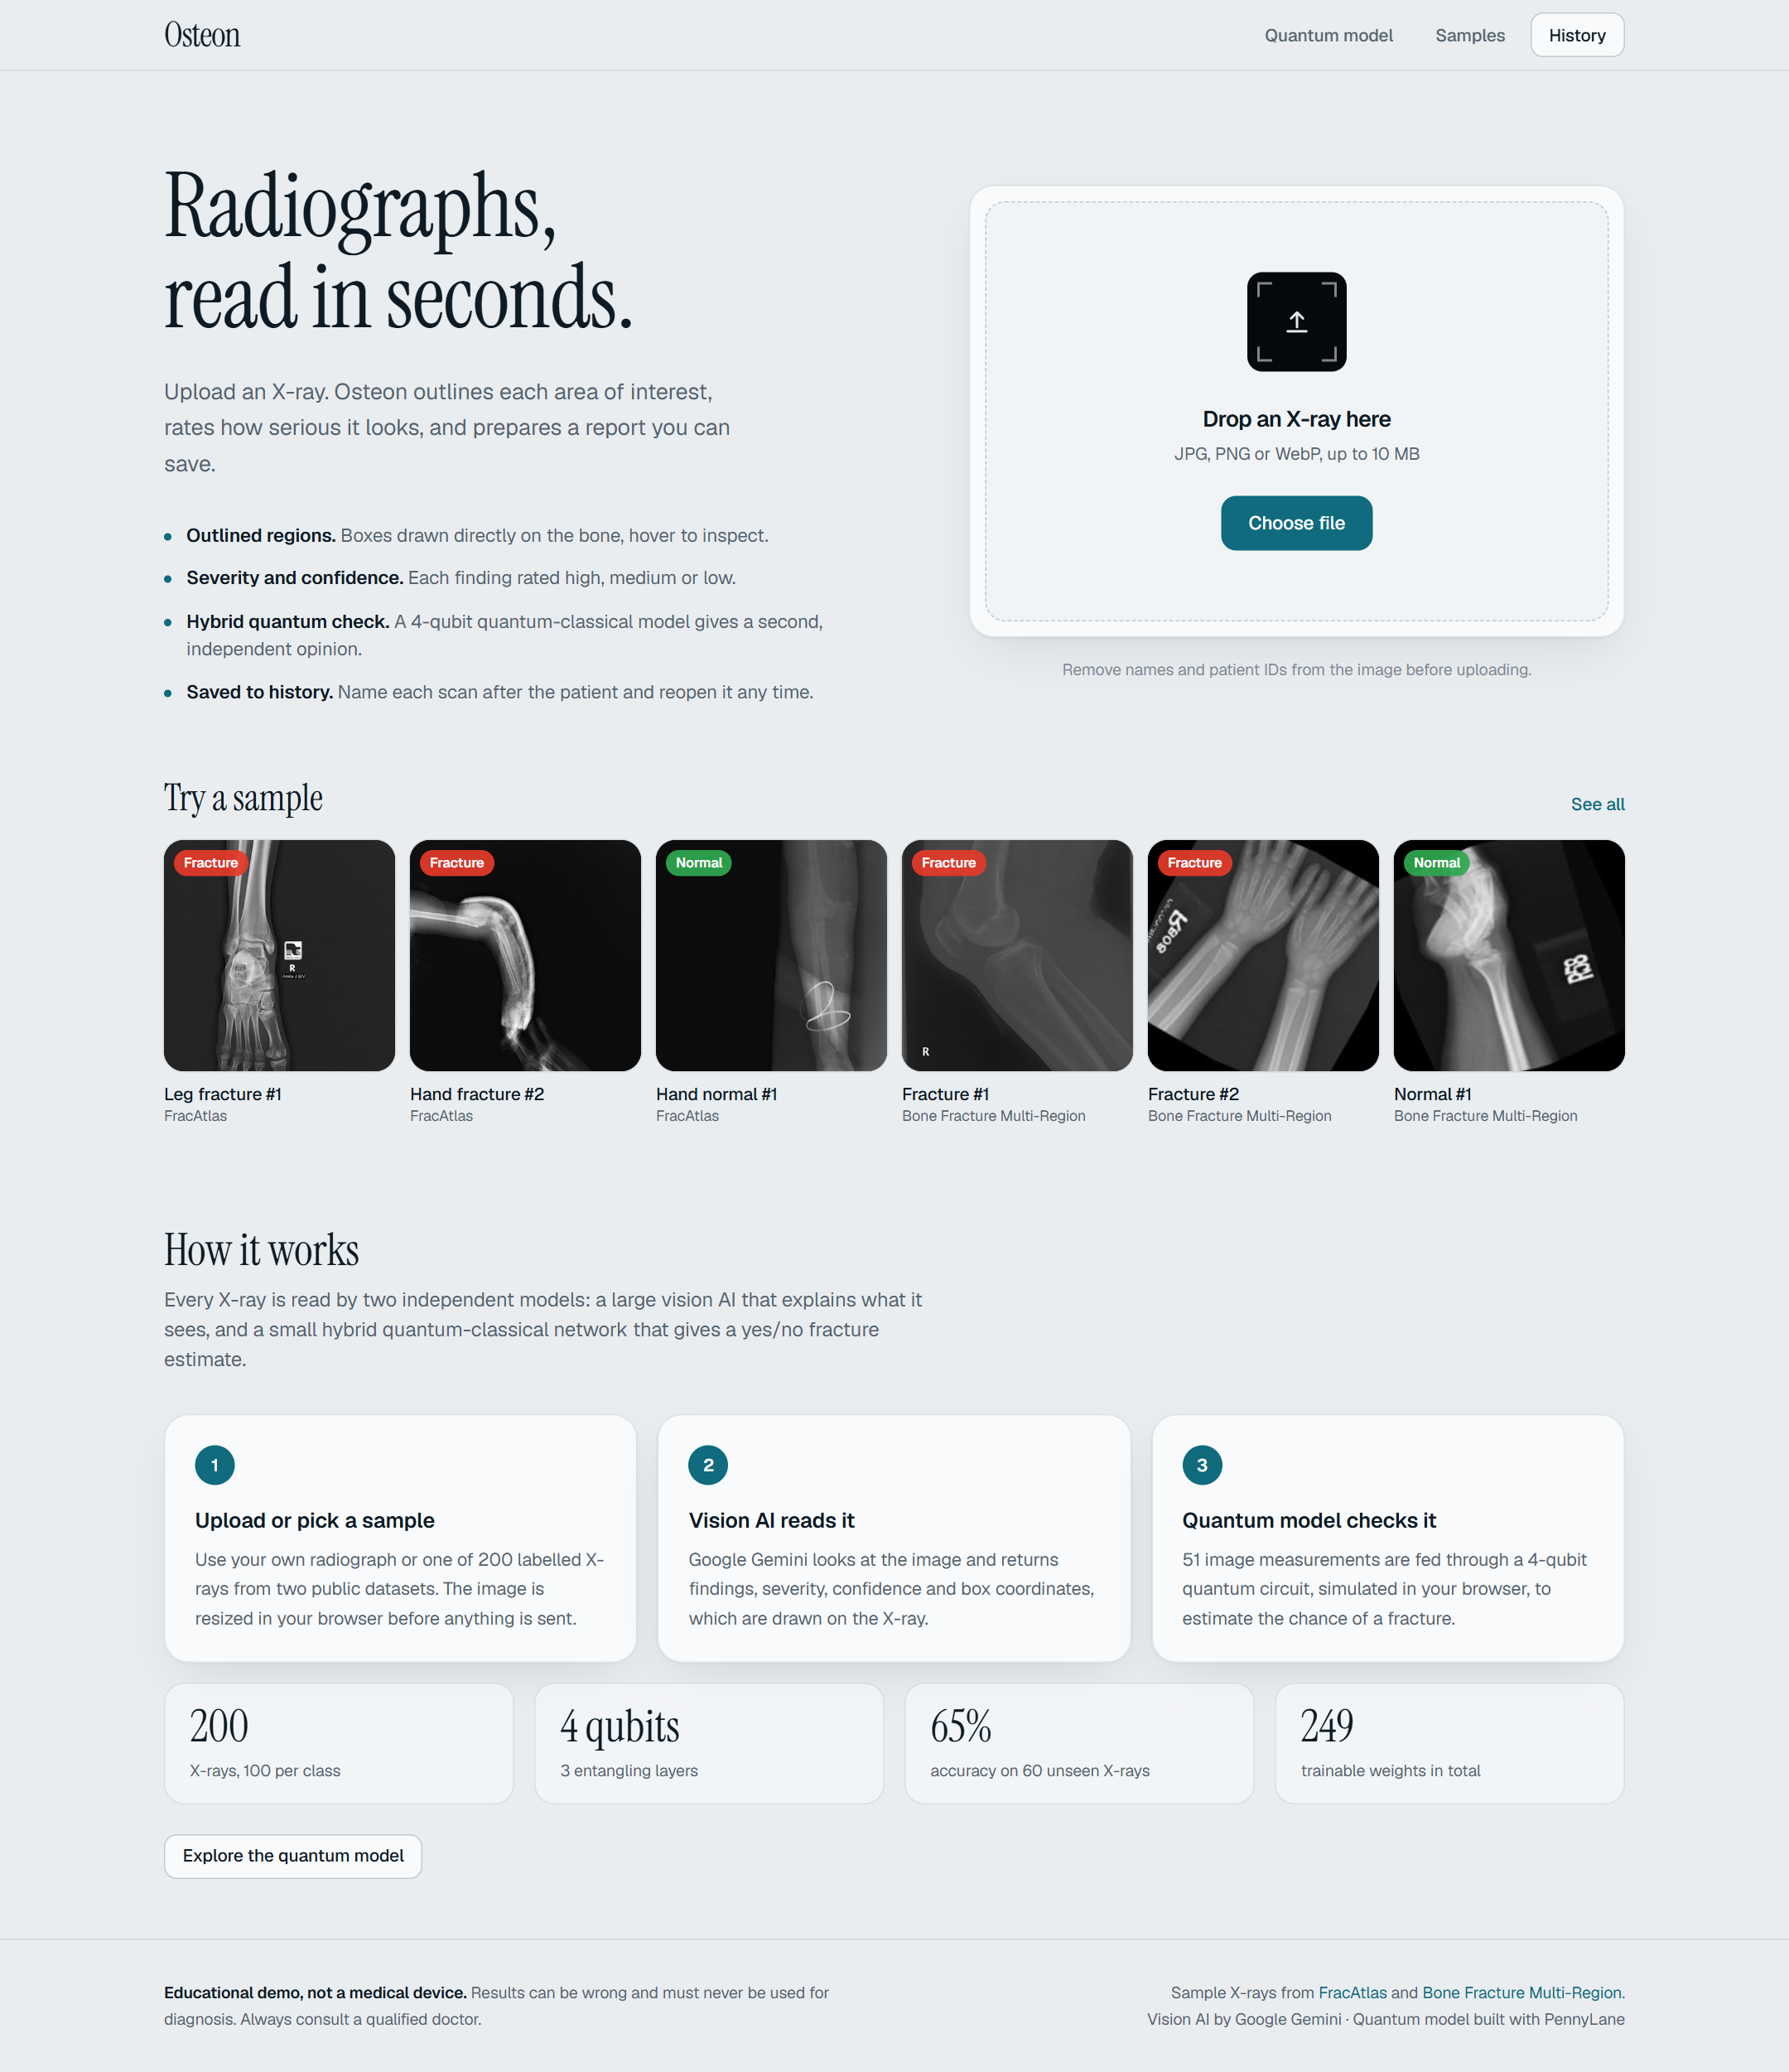 Osteon
Quantum model
Samples
History
Radiographs,
read in seconds.
Upload an X-ray. Osteon outlines each area of interest,
rates how serious it looks, and prepares a report you can
save.
Outlined regions. Boxes drawn directly on the bone, hover to inspect.
Severity and confidence. Each finding rated high, medium or low.
Hybrid quantum check. A 4-qubit quantum-classical model gives a second,
independent opinion.
Saved to history. Name each scan after the patient and reopen it any time.
Drop an X-ray here
JPG, PNG or WebP, up to 10 MB
Choose file
Remove names and patient IDs from the image before uploading.
Try a sample
See all
Fracture
R
Leg fracture #1
FracAtlas
Fracture
Hand fracture #2
FracAtlas
Normal
Hand normal #1
FracAtlas
Fracture
R
Fracture #1
Bone Fracture Multi-Region
Fracture
Fracture #2
Bone Fracture Multi-Region
Normal
Normal #1
Bone Fracture Multi-Region
How it works
Every X-ray is read by two independent models: a large vision AI that explains what it
sees, and a small hybrid quantum-classical network that gives a yes/no fracture
estimate.
1
Upload or pick a sample
Use your own radiograph or one of 200 labelled X-
rays from two public datasets. The image is
resized in your browser before anything is sent.
2
Vision AI reads it
Google Gemini looks at the image and returns
findings, severity, confidence and box coordinates,
which are drawn on the X-ray.
3
Quantum model checks it
51 image measurements are fed through a 4-qubit
quantum circuit, simulated in your browser, to
estimate the chance of a fracture.
200
X-rays, 100 per class
4 qubits
3 entangling layers
65%
accuracy on 60 unseen X-rays
249
trainable weights in total
Explore the quantum model
Educational demo, not a medical device. Results can be wrong and must never be used for
diagnosis. Always consult a qualified doctor.
Sample X-rays from FracAtlas and Bone Fracture Multi-Region.
Vision AI by Google Gemini · Quantum model built with PennyLane